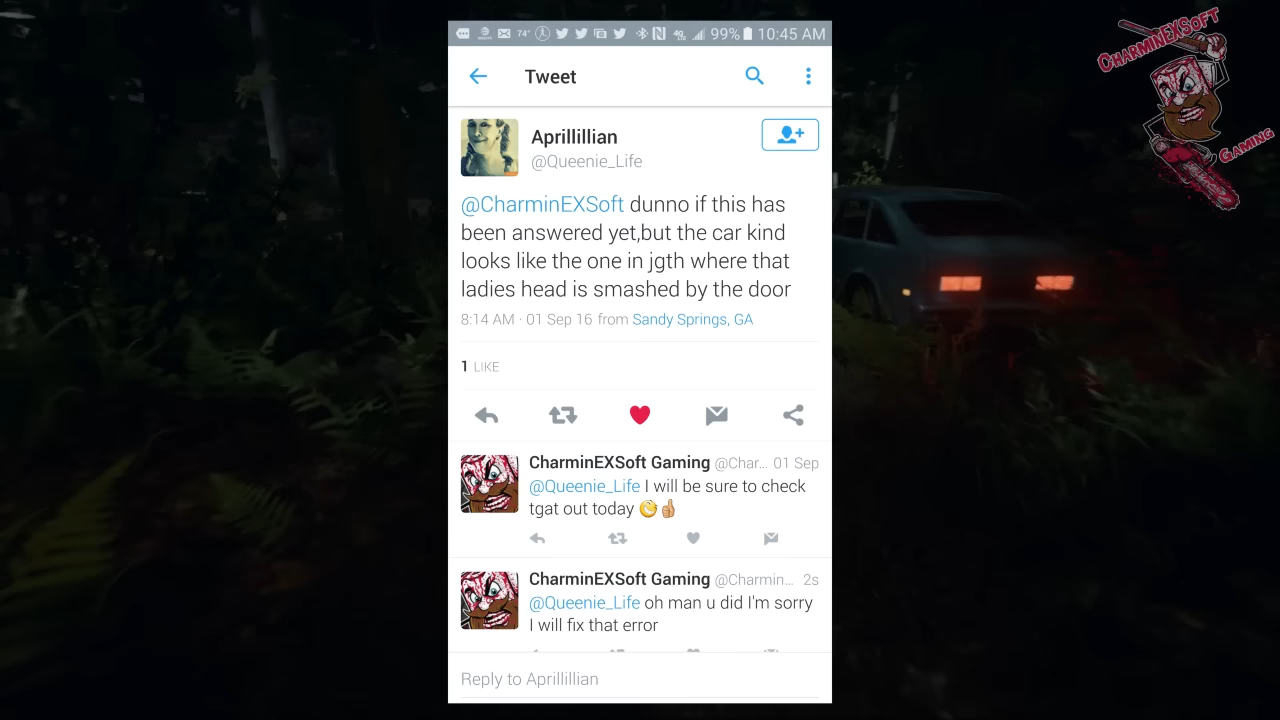 99% 10:45 AM
74°
Tweet
Aprillillian
@Queenie_Life
@CharminEXSoft dunno if this has
been answered yet,but the car kind
looks like the one in jgth where that
ladies head is smashed by the door
8:14 AM · 01 Sep 16 from Sandy Springs, GA
1 LIKE
CharminEXSoft Gaming @Char... 01 Sep
@Queenie_Life I will be sure to check
tgat out today
CharminEXSoft Gaming @Charmin... 2s
@Queenie_Life oh man u did I'm sorry
I will fix that error
Reply to Aprillillian
CharminEXSoft
Gaming